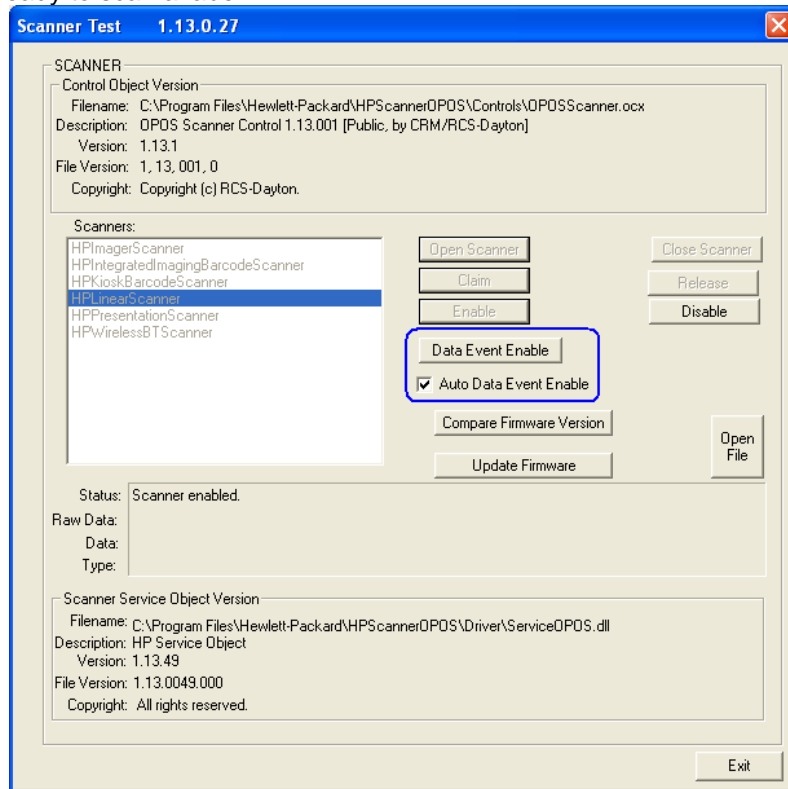 Scanner Test 1.13.0.27
SCANNER
Control Object Version
Filename: C:\Program Files\Hewlett-Packard\HPScannerOPOS\Controls\OPOSScanner.ocx
Description: OPOS Scanner Control 1.13.001 [Public, by CRM/RCS-Dayton]
Version: 1.13.1
File Version: 1, 13, 001, 0
Copyright: Copyright (c) RCS-Dayton.
Scanners:
HPImagerScanner
HPIntegratedImagingBarcodeScanner
HPKioskBarcodeScanner
HPLinearScanner
HPPresentationScanner
HPWirelessBTScanner
Open Scanner
Close Scanner
Claim
Release
Enable
Disable
Data Event Enable
Auto Data Event Enable
Compare Firmware Version
Update Firmware
Open
File
Status: Scanner enabled.
Raw Data:
Data:
Type:
Scanner Service Object Version
Filename: C:\Program Files\Hewlett-Packard\HPScannerOPOS\Driver\ServiceOPOS.dll
Description: HP Service Object
Version: 1.13.49
File Version: 1.13.0049.000
Copyright: All rights reserved.
Exit